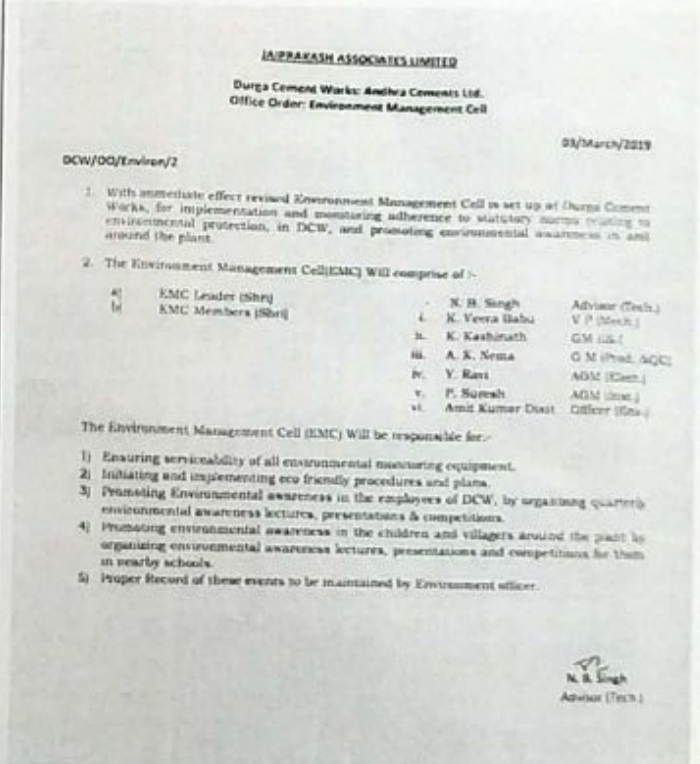 JAIPRAKASH ASSOCIATES LIMITED
Durga Cement Works: Andhra Cements Ltd.
Office Order: Environment Management Cell
03/March/2019
DCW/OO/Environ/2
1. With immediate effect revised Environment Management Cell is set up at Durga Cement
Works, for implementation and monitoring adherence to statutory norms relating to
environmental protection, in DCW, and promoting environmental awareness in and
around the plant.
2. The Environment Management Cell(EMC) Will comprise of :-
a) EMC Leader (Shri) - N. B. Singh Advisor (Tech.)
b) EMC Members (Shri) i. K. Veera Babu V P (Mech.)
ii. K. Kashinath GM
iii. A. K. Nema G M (Prod. &QC)
iv. Y. Ravi AGM (Elect.)
v. P. Suresh AGM (Inst.)
vi. Amit Kumar Dixit Officer (Env.)
The Environment Management Cell (EMC) Will be responsible for:-
1) Ensuring serviceability of all environmental monitoring equipment.
2) Initiating and implementing eco friendly procedures and plans.
3) Promoting Environmental awareness in the employees of DCW, by organizing quarterly
environmental awareness lectures, presentations & competitions.
4) Promoting environmental awareness in the children and villagers around the plant by
organizing environmental awareness lectures, presentations and competitions for them
in nearby schools.
5) Proper Record of these events to be maintained by Environment officer.
N. B. Singh
Advisor (Tech.)